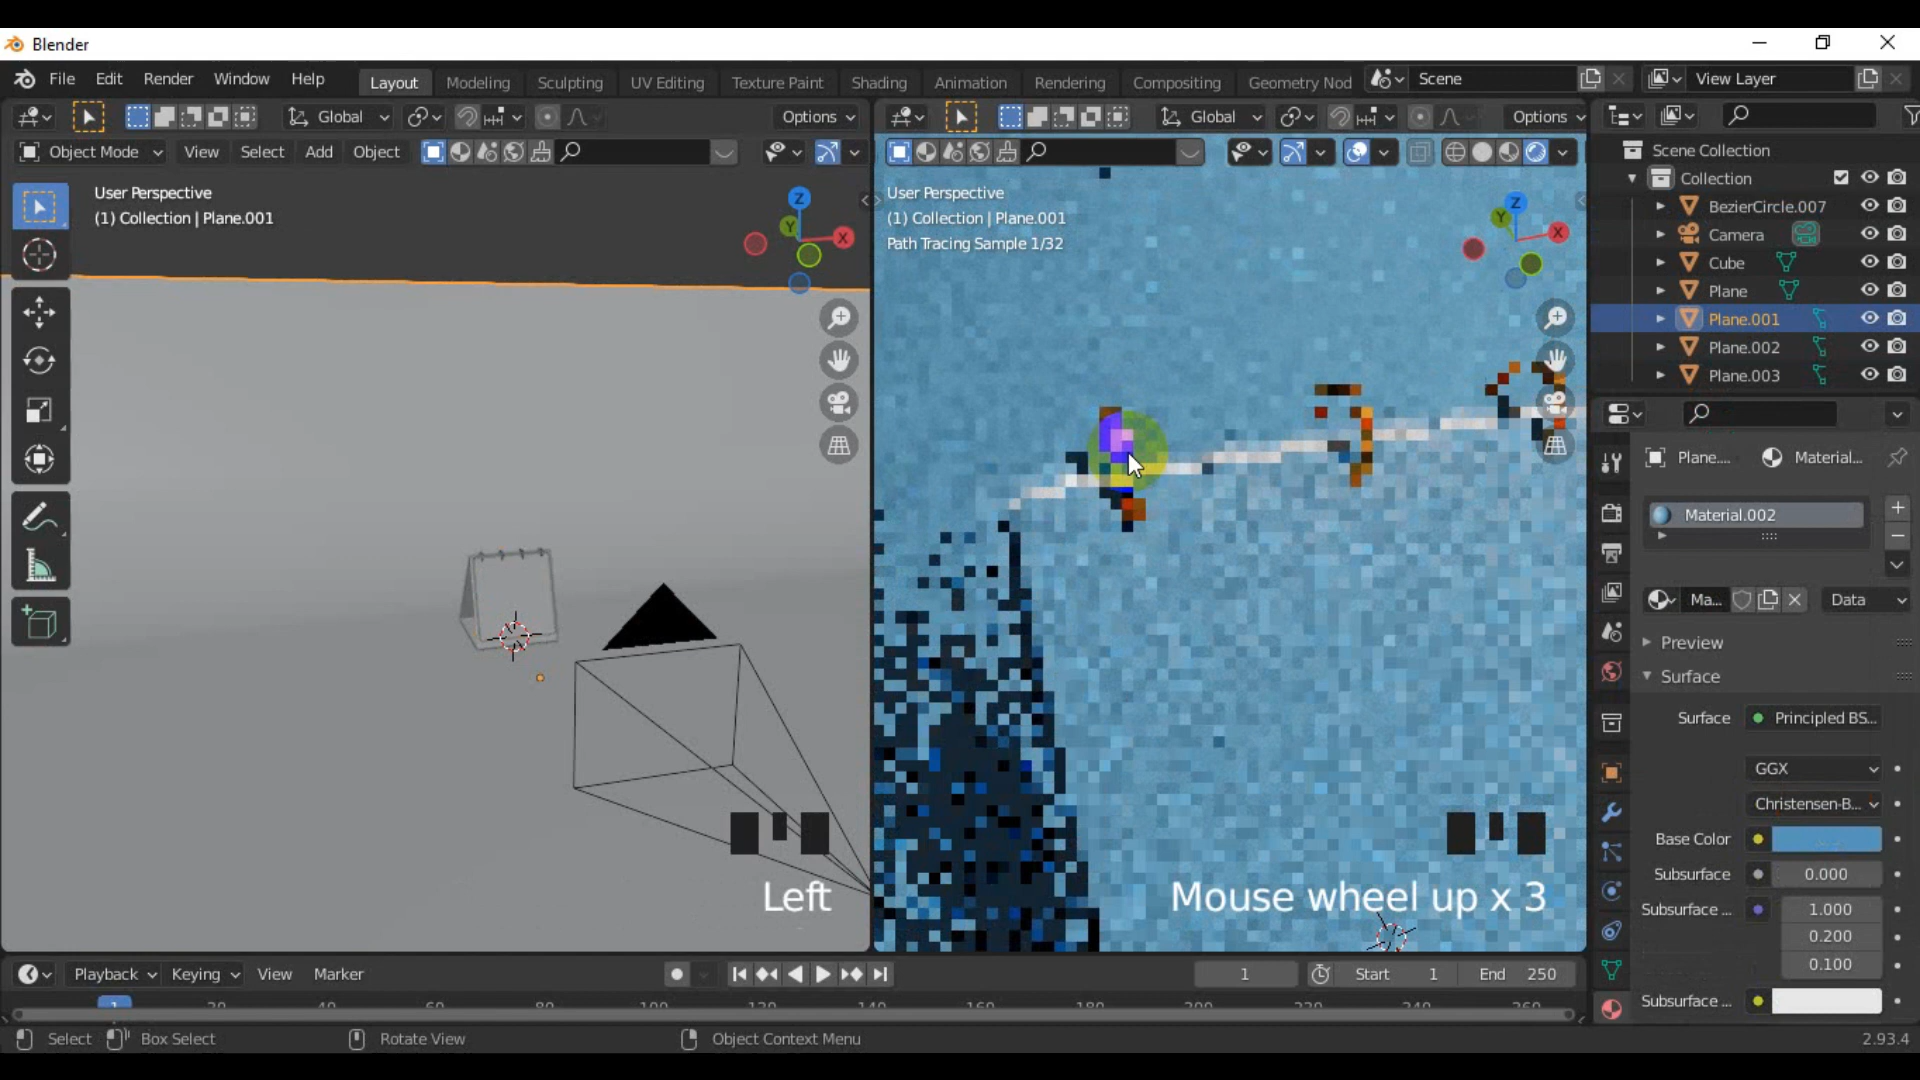 Blender
File Edit Render Window Help Layout Modeling Sculpting UV Editing Texture Paint Shading Animation Rendering Compositing Geometry Nod Scene View Layer
Global Options Global Options
Object Mode View Select Add Object
User Perspective
(1) Collection | Plane.001
User Perspective
(1) Collection | Plane.001
Path Tracing Sample 1/32
Z
Y
X
Z
Y
X
Scene Collection
Collection
BezierCircle.007
Camera
Cube
Plane
Plane.001
Plane.002
Plane.003
Plane.... Material...
Material.002
Ma... Data
Preview
Surface
Surface Principled BS...
GGX
Christensen-B...
Base Color
Subsurface 0.000
Subsurface ... 1.000
0.200
0.100
Subsurface ...
Left
Mouse wheel up x 3
Playback Keying View Marker 1 Start 1 End 250
1
Select Box Select Rotate View Object Context Menu 2.93.4